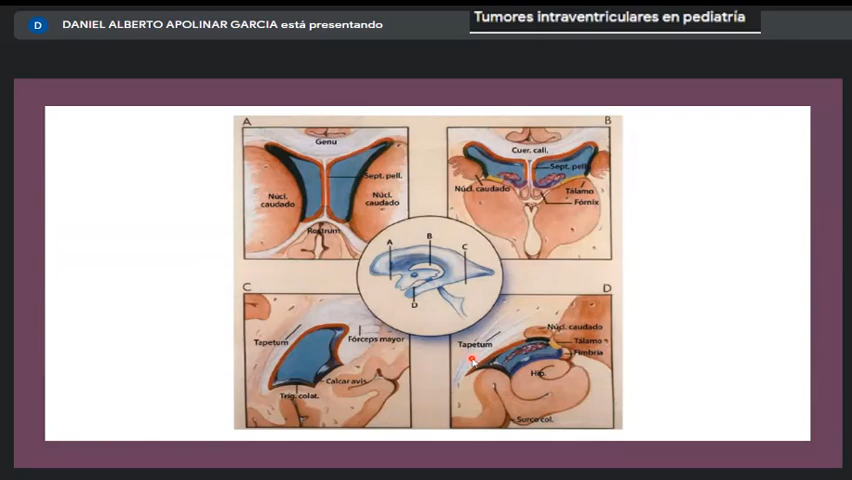 D DANIEL ALBERTO APOLINAR GARCIA está presentando
Tumores intraventriculares en pediatría
A
Genu
Sept. pell.
Núcl. caudado
Núcl. caudado
Rostrum
B
Cuer. call.
Sept. pell.
Núcl. caudado
Tálamo
Fórnix
A
B
C
D
C
Tapetum
Fórceps mayor
Calcar avis
Trig. colat.
D
Núcl. caudado
Tálamo
Tapetum
Fimbria
Hip.
Surco col.